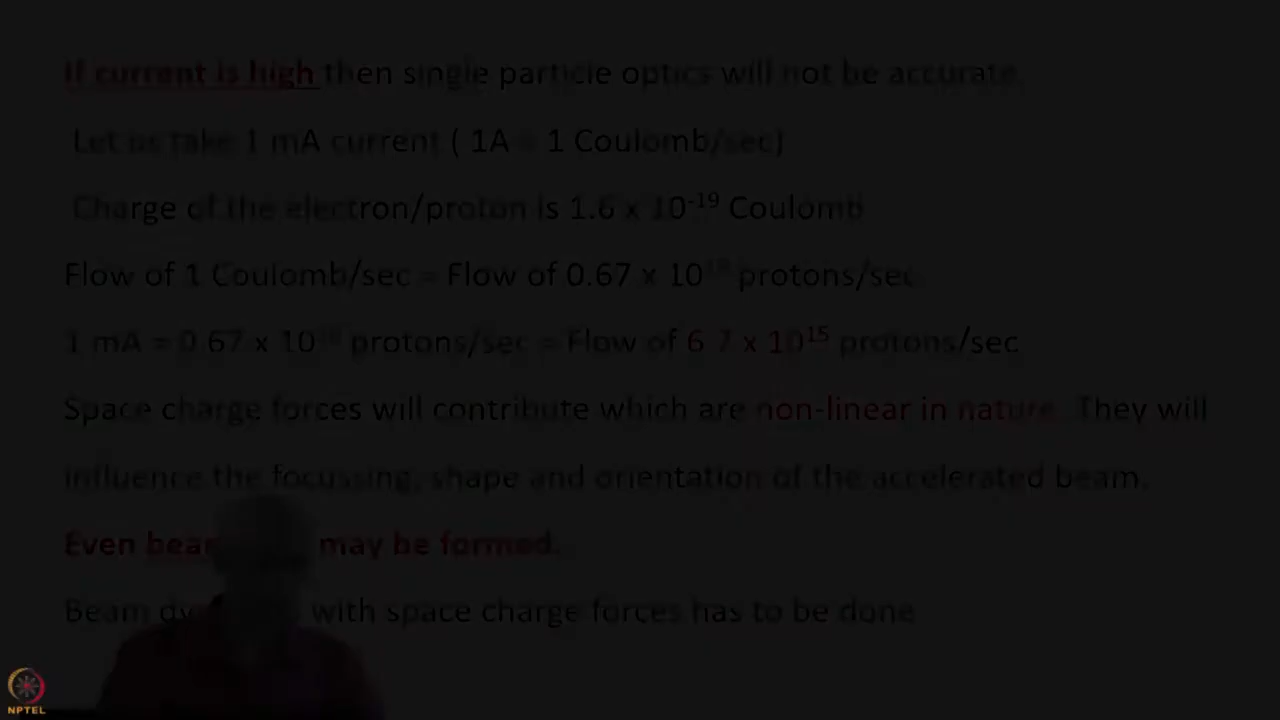 If current is high then single particle optics will not be accurate
Let us take 1 mA current ( 1A = 1 Coulomb/sec)
Charge of the electron/proton is 1.6 x 10-19 Coulomb
Flow of 1 Coulomb/sec = Flow of 0.67 x 10 protons/sec
1 mA = 0.67 x 10 protons/sec = Flow of 6.7 x 1015 protons/sec
Space charge forces will contribute which are non-linear in nature. They will
influence the focussing, shape and orientation of the accelerated beam.
Even may be formed.
Beam with space charge forces has to be done
NPTEL